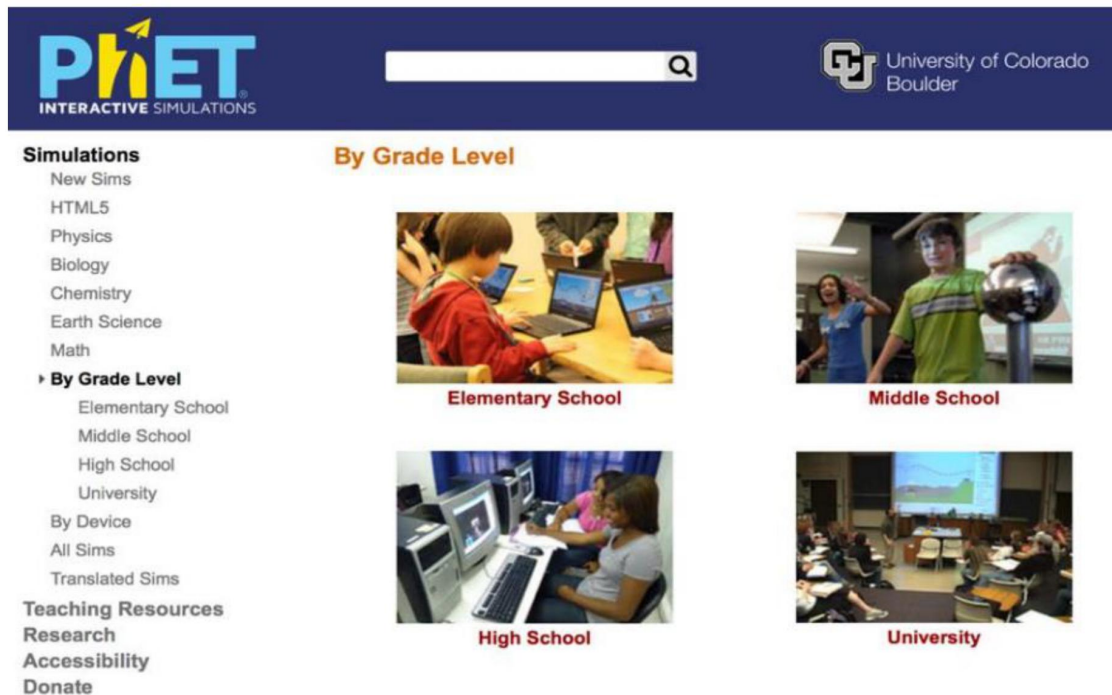 PhET
INTERACTIVE SIMULATIONS
University of Colorado
Boulder
Simulations
New Sims
HTML5
Physics
Biology
Chemistry
Earth Science
Math
By Grade Level
Elementary School
Middle School
High School
University
By Device
All Sims
Translated Sims
Teaching Resources
Research
Accessibility
Donate
By Grade Level
Elementary School
Middle School
High School
University